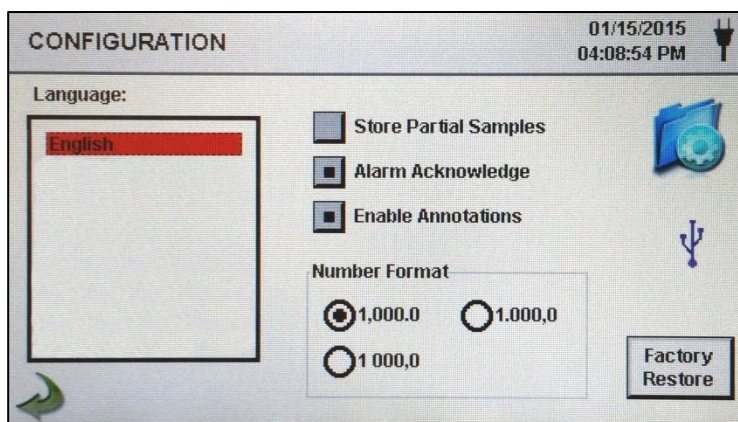 CONFIGURATION
01/15/2015
04:08:54 PM
Language:
English
Store Partial Samples
Alarm Acknowledge
Enable Annotations
Number Format
1,000.0
1.000,0
1 000,0
Factory
Restore